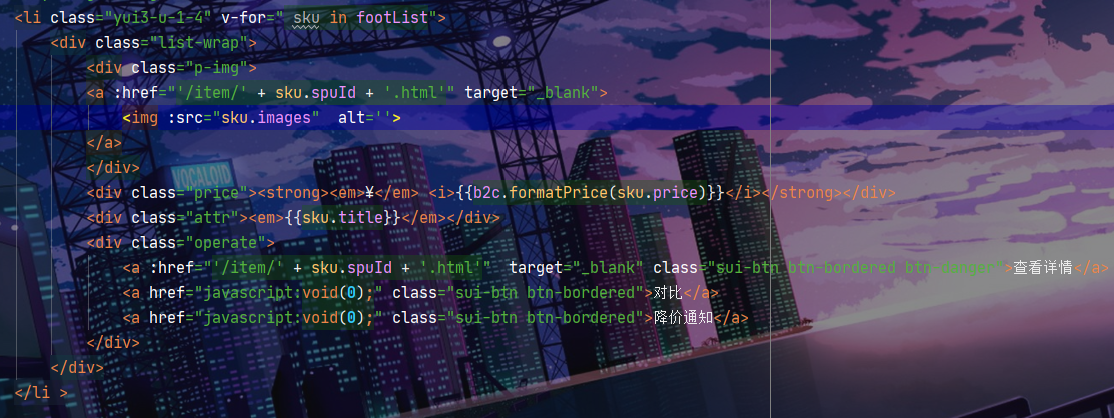 <li class="yui3-u-1-4" v-for=" sku in footList">
<div class="list-wrap">
<div class="p-img">
<a :href="'/item/' + sku.spuId + '.html'" target="_blank">
<img :src="sku.images"  alt=''>
</a>
</div>
<div class="price"><strong><em>¥</em> <i>{{b2c.formatPrice(sku.price)}}</i></strong></div>
<div class="attr"><em>{{sku.title}}</em></div>
<div class="operate">
<a :href="'/item/' + sku.spuId + '.html'"  target="_blank" class="sui-btn btn-bordered btn-danger">查看详情</a>
<a href="javascript:void(0);" class="sui-btn btn-bordered">对比</a>
<a href="javascript:void(0);" class="sui-btn btn-bordered">降价通知</a>
</div>
</div>
</li >
VOCALOID